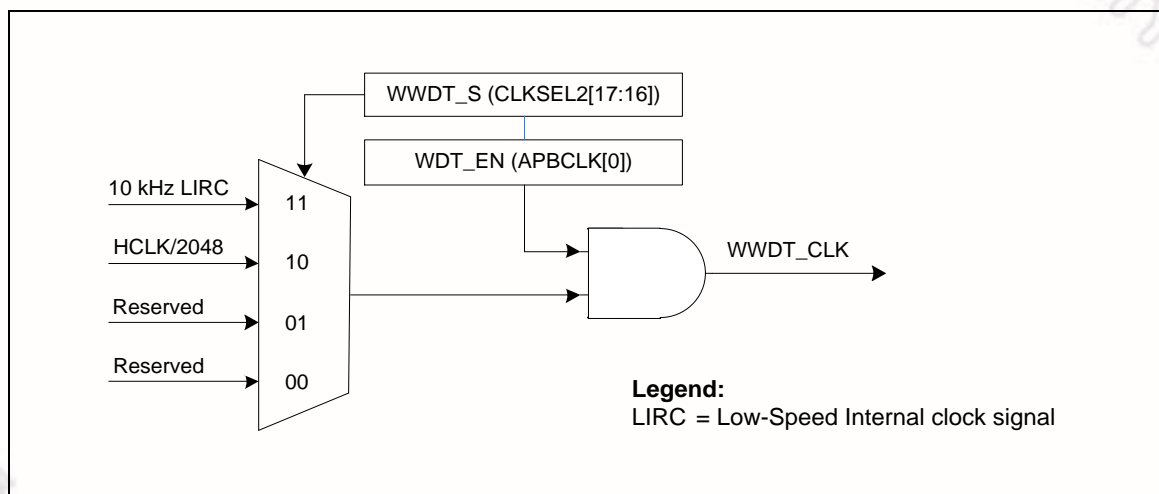 WWDT_S (CLKSEL2[17:16])
WDT_EN (APBCLK[0])
10 kHz LIRC
11
HCLK/2048
10
WWDT_CLK
Reserved
01
Reserved
00
Legend:
LIRC = Low-Speed Internal clock signal